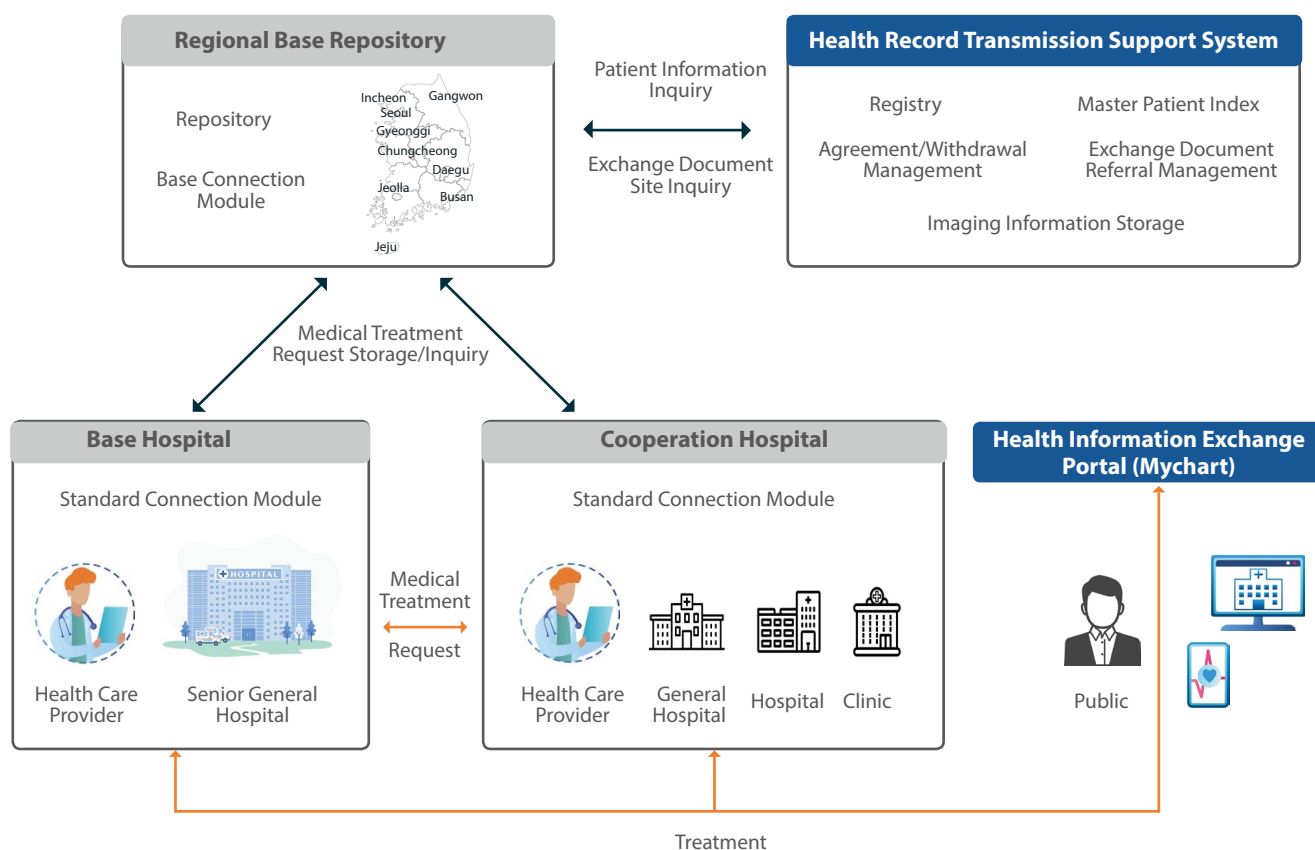 Regional Base Repository
Repository
Base Connection
Module
Incheon
Gangwon
Seoul
Gyeonggi
Chungcheong
Daegu
Jeolla
Busan
Jeju
Patient Information
Inquiry
Exchange Document
Site Inquiry
Health Record Transmission Support System
Registry
Master Patient Index
Agreement/Withdrawal
Management
Exchange Document
Referral Management
Imaging Information Storage
Medical Treatment
Request Storage/Inquiry
Base Hospital
Standard Connection Module
HOSPITAL
Health Care
Provider
Senior General
Hospital
Medical
Treatment
Request
Cooperation Hospital
Standard Connection Module
Health Care
Provider
General
Hospital
Hospital
Clinic
Health Information Exchange
Portal (Mychart)
Public
Treatment